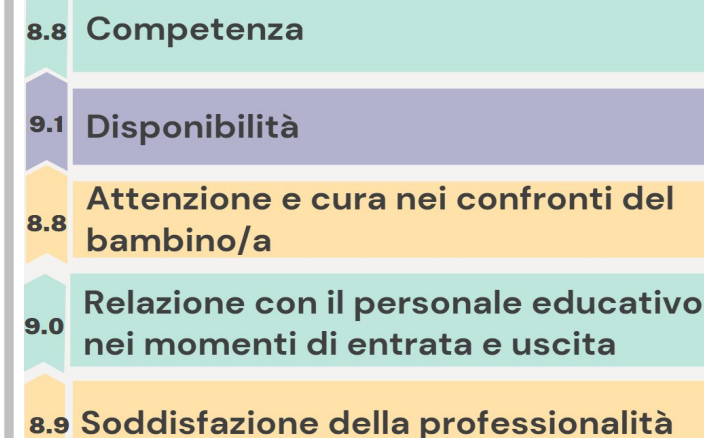 8.8 Competenza
9.1 Disponibilità
8.8 Attenzione e cura nei confronti del
bambino/a
9.0 Relazione con il personale educativo
nei momenti di entrata e uscita
8.9 Soddisfazione della professionalità